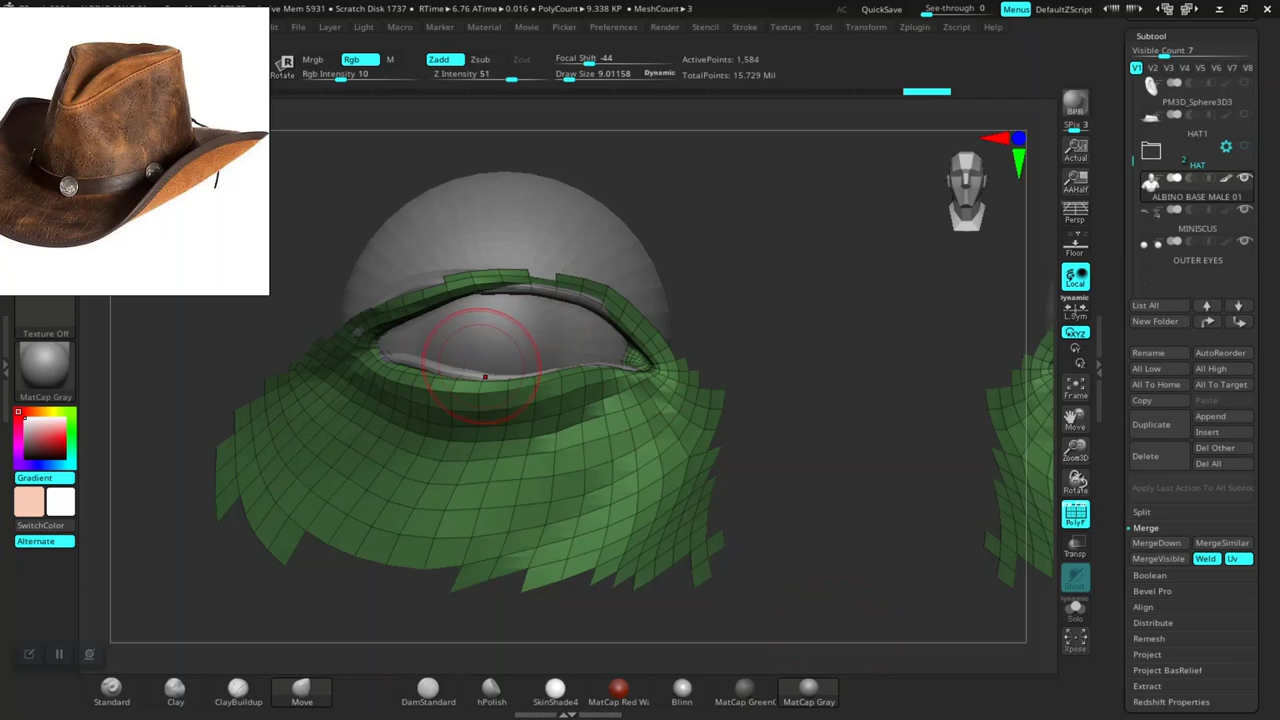 Mem 5931 • Scratch Disk 1737 • RTime▸6.76 ATime▸0.016 • PolyCount▸9.338 KP • MeshCount▸3
AC
QuickSave
See-through 0
Menus
DefaultZScript
File
Layer
Light
Macro
Marker
Material
Movie
Picker
Preferences
Render
Stencil
Stroke
Texture
Tool
Transform
Zplugin
Zscript
Help
Rotate
Mrgb
Rgb
M
Rgb Intensity 10
Zadd
Zsub
Zcut
Z Intensity 51
Focal Shift -44
Draw Size 9.01158
Dynamic
ActivePoints: 1,584
TotalPoints: 15.729 Mil
Texture Off
MatCap Gray
Gradient
SwitchColor
Alternate
BPR
SPix 3
Actual
AAHalf
Persp
Floor
Local
Dynamic
L.Sym
XYZ
Frame
Move
Zoom3D
Rotate
PolyF
Transp
Ghost
Dynamic
Solo
Xpose
Subtool
Visible Count 7
V1 V2 V3 V4 V5 V6 V7 V8
PM3D_Sphere3D3
HAT1
2
HAT
ALBINO BASE MALE 01
MINISCUS
OUTER EYES
List All
New Folder
Rename
AutoReorder
All Low
All High
All To Home
All To Target
Copy
Paste
Duplicate
Append
Insert
Delete
Del Other
Del All
Apply Last Action To All Subtoo
Split
Merge
MergeDown
MergeSimilar
MergeVisible
Weld
Uv
Boolean
Bevel Pro
Align
Distribute
Remesh
Project
Project BasRelief
Extract
Redshift Properties
Standard
Clay
ClayBuildup
Move
DamStandard
hPolish
SkinShade4
MatCap Red Wa
Blinn
MatCap GreenC
MatCap Gray